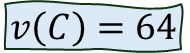 v(C) = 64